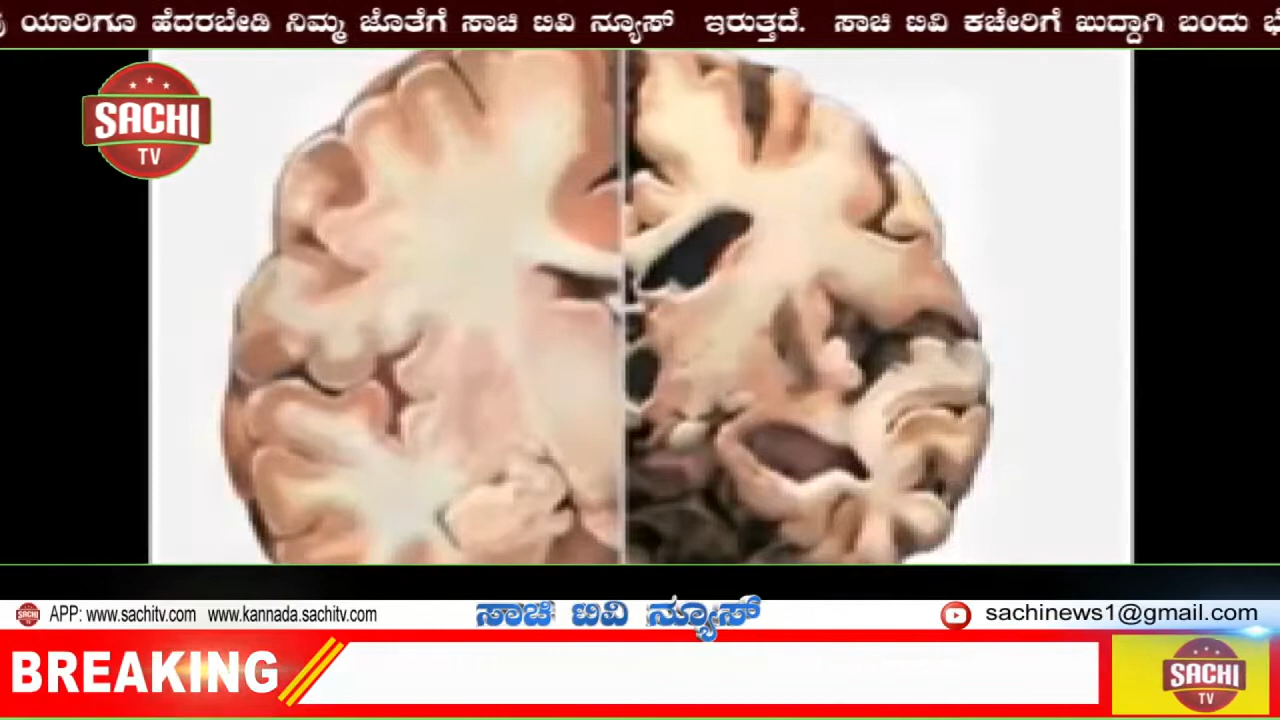 ಯಾರಿಗೂ ಹೆದರಬೇಡಿ ನಿಮ್ಮ ಜೊತೆಗೆ ಸಾಚಿ ಟಿವಿ ನ್ಯೂಸ್ ಇರುತ್ತದೆ. ಸಾಚಿ ಟಿವಿ ಕಚೇರಿಗೆ ಖುದ್ದಾಗಿ ಬಂದು
SACHI
TV
APP: www.sachitv.com www.kannada.sachitv.com ಸಾಚಿ ಟಿವಿ ನ್ಯೂಸ್ sachinews1@gmail.com
BREAKING
SACHI
TV